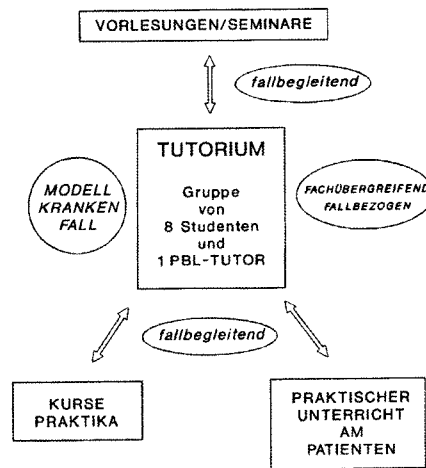 VORLESUNGEN/SEMINARE
fallbegleitend
TUTORIUM
Gruppe
von
8 Studenten
und
1 PBL-TUTOR
MODELL
KRANKEN
FALL
FACHÜBERGREIFEND
FALLBEZOGEN
fallbegleitend
KURSE
PRAKTIKA
PRAKTISCHER
UNTERRICHT
AM
PATIENTEN